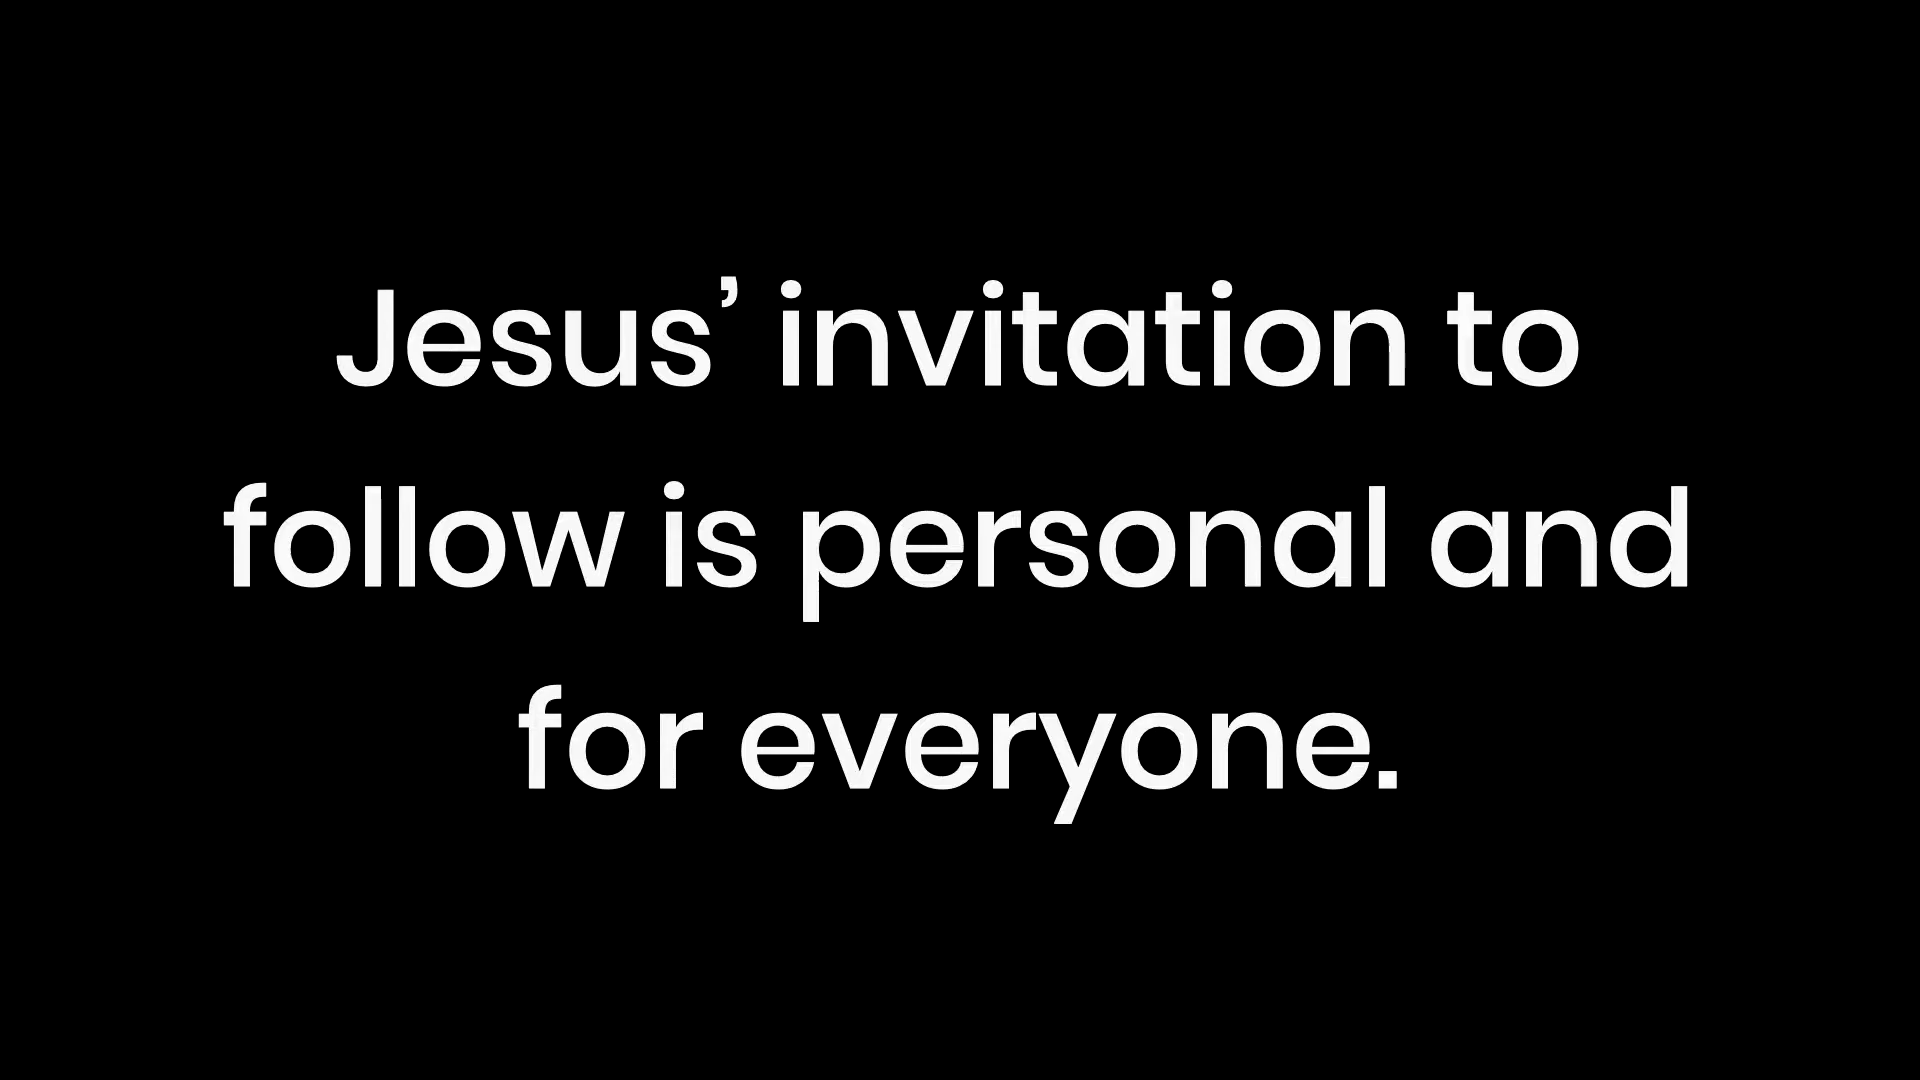 Jesus’ invitation to
follow is personal and
for everyone.